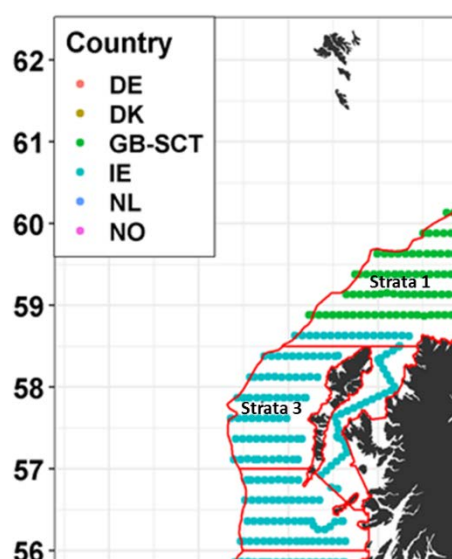 Country
DE
DK
GB-SCT
IE
NL
NO
62
61
60
59
58
57
56
Strata 1
Strata 3